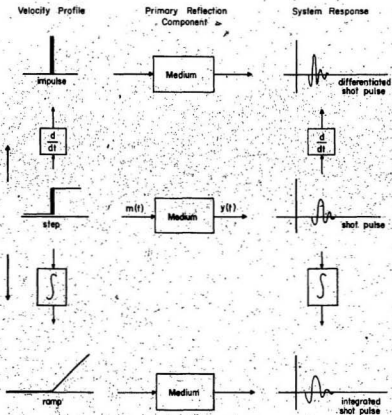 Velocity Profile
Primary Reflection
Component
System Response
impulse
Medium
differentiated
shot pulse
d
dt
d
dt
step
m(t)
Medium
y(t)
shot pulse
∫
∫
ramp
Medium
integrated
shot pulse